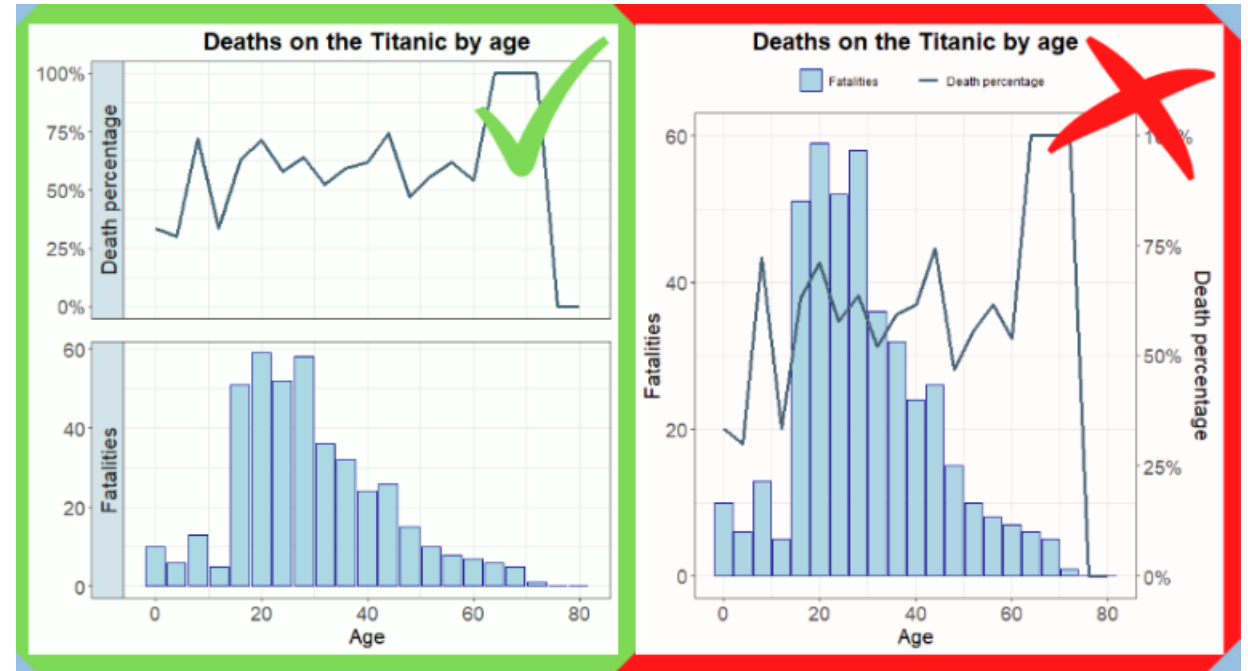 Deaths on the Titanic by age
100%
75%
50%
25%
0%
Death percentage
60
40
20
0
Fatalities
0 20 40 60 80
Age
Deaths on the Titanic by age
Fatalities Death percentage
60
40
20
0
Fatalities
75%
50%
25%
0%
Death percentage
0 20 40 60 80
Age